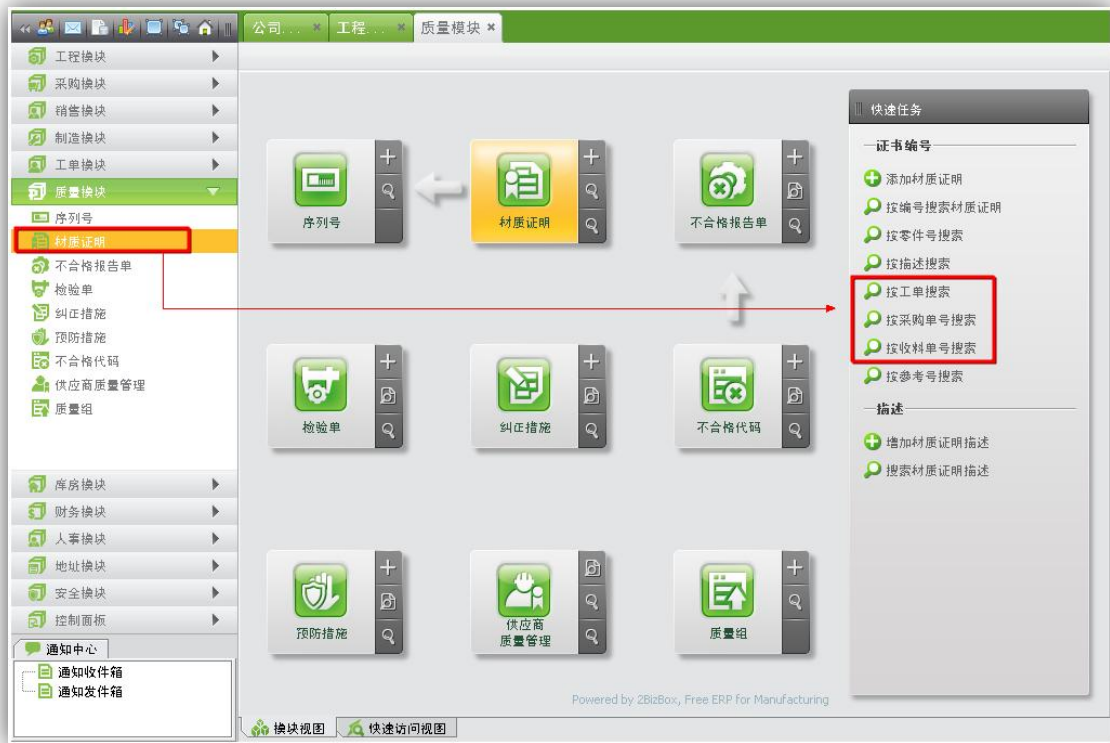 公司...
工程...
质量模块
工程模块
采购模块
销售模块
制造模块
工单模块
质量模块
序列号
材质证明
不合格报告单
检验单
纠正措施
预防措施
不合格代码
供应商质量管理
质量组
库房模块
财务模块
人事模块
地址模块
安全模块
控制面板
通知中心
通知收件箱
通知发件箱
序列号
材质证明
不合格报告单
检验单
纠正措施
不合格代码
预防措施
供应商
质量管理
质量组
Powered by 2BizBox, Free ERP for Manufacturing
模块视图
快速访问视图
快速任务
证书编号
添加材质证明
按编号搜索材质证明
按零件号搜索
按描述搜索
按工单搜索
按采购单号搜索
按收料单号搜索
按参考号搜索
描述
增加材质证明描述
搜索材质证明描述